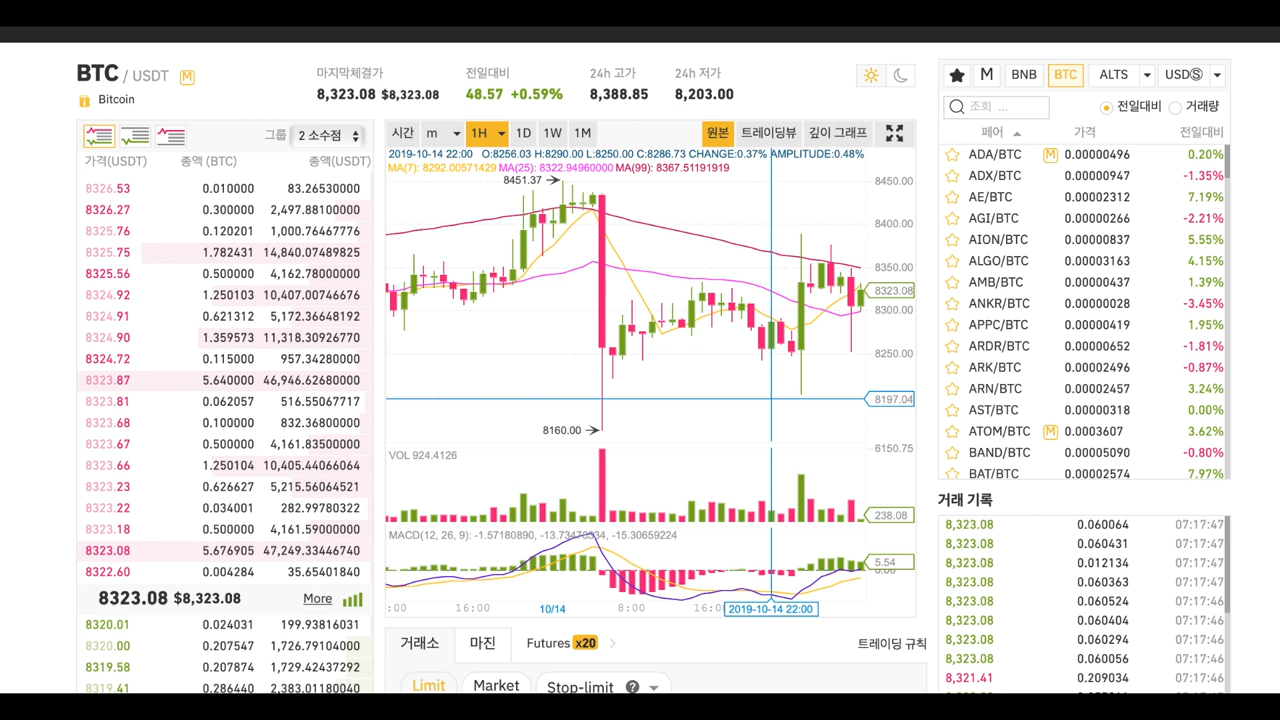 BTC / USDT M
Bitcoin
마지막체결가
8,323.08 $8,323.08
전일대비
48.57 +0.59%
24h 고가
8,388.85
24h 저가
8,203.00
그룹 2 소수점
가격(USDT) 총액 (BTC) 총액(USDT)
8326.53 0.010000 83.26530000
8326.27 0.300000 2,497.88100000
8325.76 0.120201 1,000.76467776
8325.75 1.782431 14,840.07489825
8325.56 0.500000 4,162.78000000
8324.92 1.250103 10,407.00746676
8324.91 0.621312 5,172.36648192
8324.90 1.359573 11,318.30926770
8324.72 0.115000 957.34280000
8323.87 5.640000 46,946.62680000
8323.81 0.062057 516.55067717
8323.68 0.100000 832.36800000
8323.67 0.500000 4,161.83500000
8323.66 1.250104 10,405.44066064
8323.23 0.626627 5,215.56064521
8323.22 0.034001 282.99780322
8323.18 0.500000 4,161.59000000
8323.08 5.676905 47,249.33446740
8322.60 0.004284 35.65401840
8323.08 $8,323.08 More
8320.01 0.024031 199.93816031
8320.00 0.207547 1,726.79104000
8319.58 0.207874 1,729.42437292
8319.41 0.286440 2,383.01180040
시간 m 1H 1D 1W 1M 원본 트레이딩뷰 깊이 그래프
2019-10-14 22:00 O:8256.03 H:8290.00 L:8250.00 C:8286.73 CHANGE:0.37% AMPLITUDE:0.48%
MA(7): 8292.00571429 MA(25): 8322.94960000 MA(99): 8367.51191919
8451.37
8450.00
8400.00
8350.00
8323.08
8300.00
8250.00
8197.04
8160.00
6150.75
VOL 924.4126
238.08
MACD(12, 26, 9): -1.57180890, -13.73478334, -15.30659224
5.54
0.00
:00 16:00 10/14 8:00 16:0 2019-10-14 22:00
거래소 마진 Futures x20 트레이딩 규칙
Limit Market Stop-limit ?
M BNB BTC ALTS USDⓈ
조회 ... 전일대비 거래량
페어 가격 전일대비
ADA/BTC M 0.00000496 0.20%
ADX/BTC 0.00000947 -1.35%
AE/BTC 0.00002312 7.19%
AGI/BTC 0.00000266 -2.21%
AION/BTC 0.00000837 5.55%
ALGO/BTC 0.00003163 4.15%
AMB/BTC 0.00000437 1.39%
ANKR/BTC 0.00000028 -3.45%
APPC/BTC 0.00000419 1.95%
ARDR/BTC 0.00000652 -1.81%
ARK/BTC 0.00002496 -0.87%
ARN/BTC 0.00002457 3.24%
AST/BTC 0.00000318 0.00%
ATOM/BTC M 0.0003607 3.62%
BAND/BTC 0.00005090 -0.80%
BAT/BTC 0.00002574 7.97%
거래 기록
8,323.08 0.060064 07:17:47
8,323.08 0.060431 07:17:47
8,323.08 0.012134 07:17:47
8,323.08 0.060363 07:17:47
8,323.08 0.060524 07:17:46
8,323.08 0.060404 07:17:46
8,323.08 0.060294 07:17:46
8,323.08 0.060056 07:17:46
8,321.41 0.209034 07:17:46